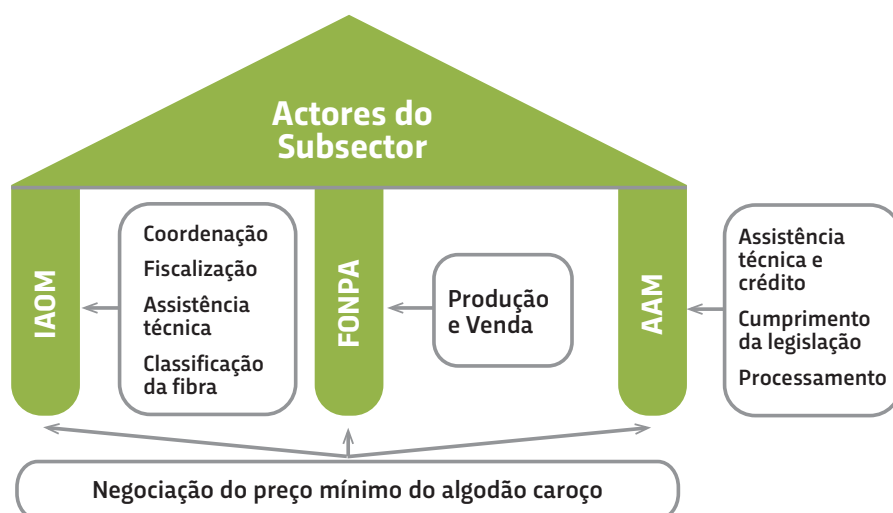 Actores do
Subsector
IAOM
Coordenação
Fiscalização
Assistência
técnica
Classificação
da fibra
FONPA
Produção
e Venda
AAM
Assistência
técnica e
crédito
Cumprimento
da legislação
Processamento
Negociação do preço mínimo do algodão caroço